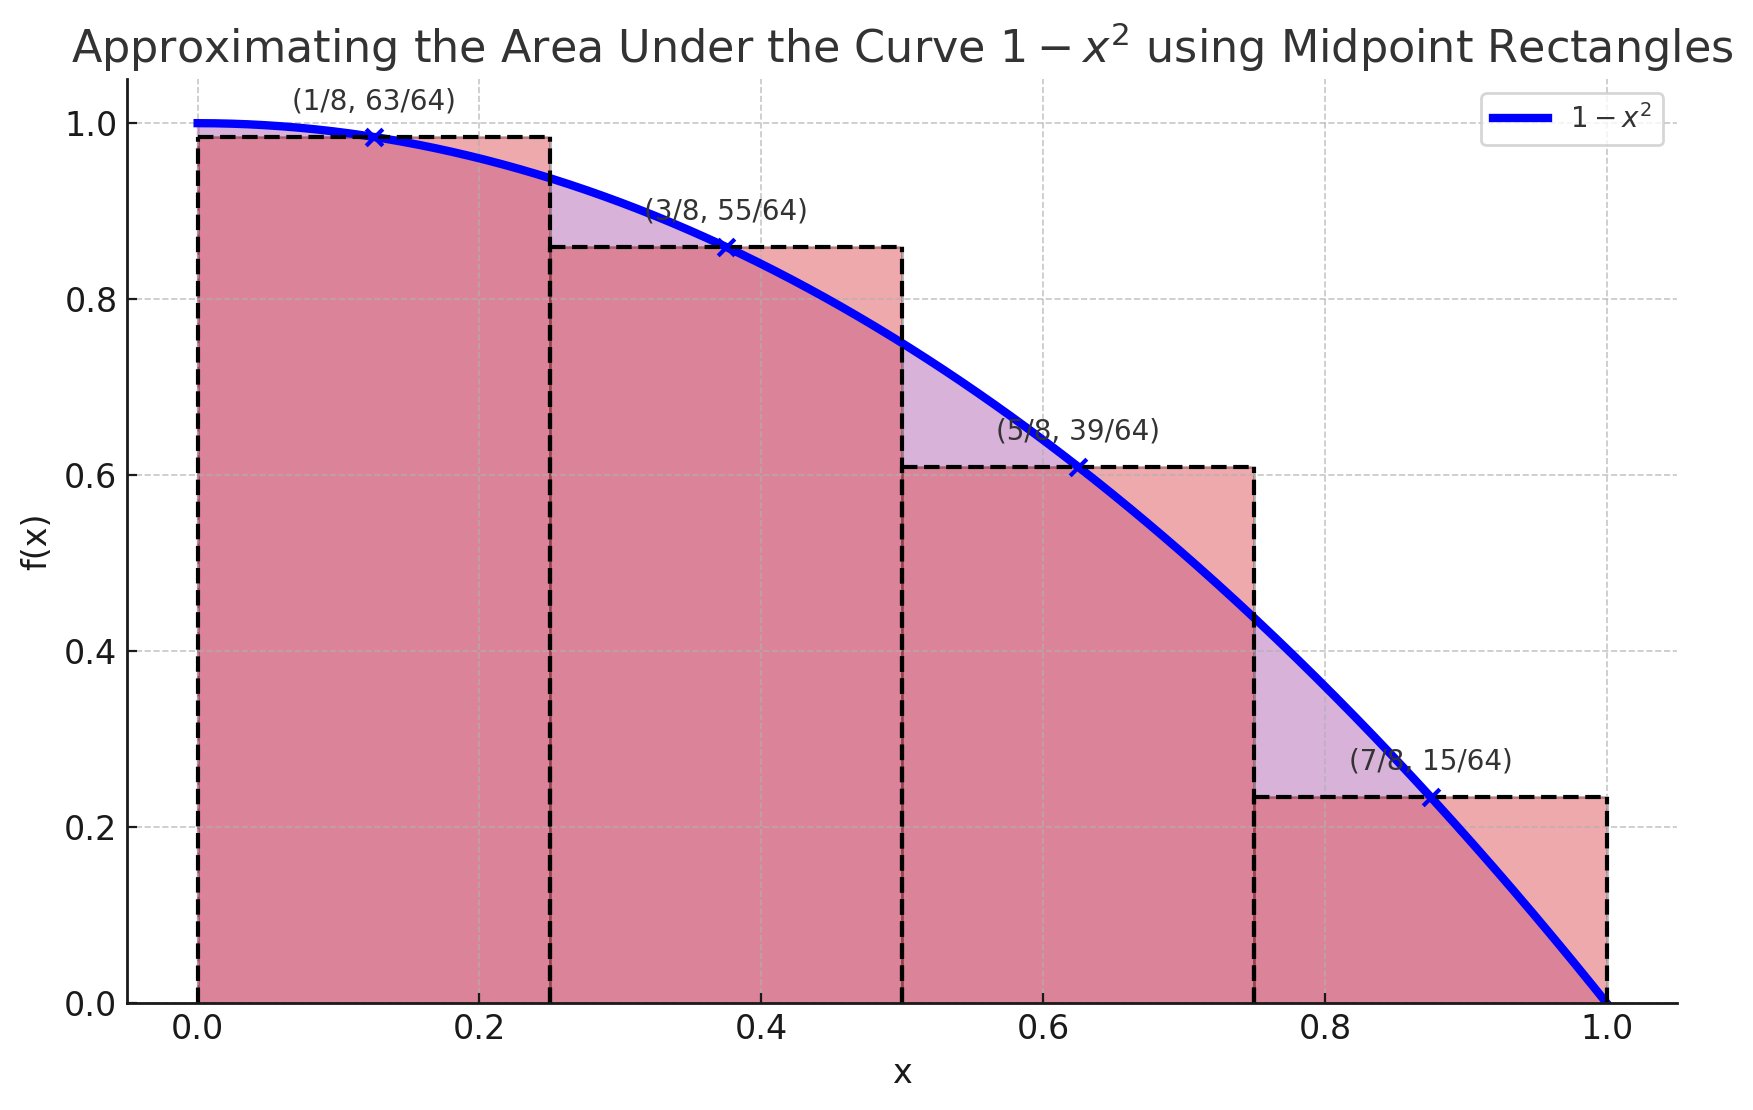 Approximating the Area Under the Curve 1 − x² using Midpoint Rectangles
(1/8, 63/64)
1 − x²
1.0
(3/8, 55/64)
0.8
(5/8, 39/64)
0.6
f(x)
0.4
(7/8, 15/64)
0.2
0.0
0.0 0.2 0.4 0.6 0.8 1.0
x